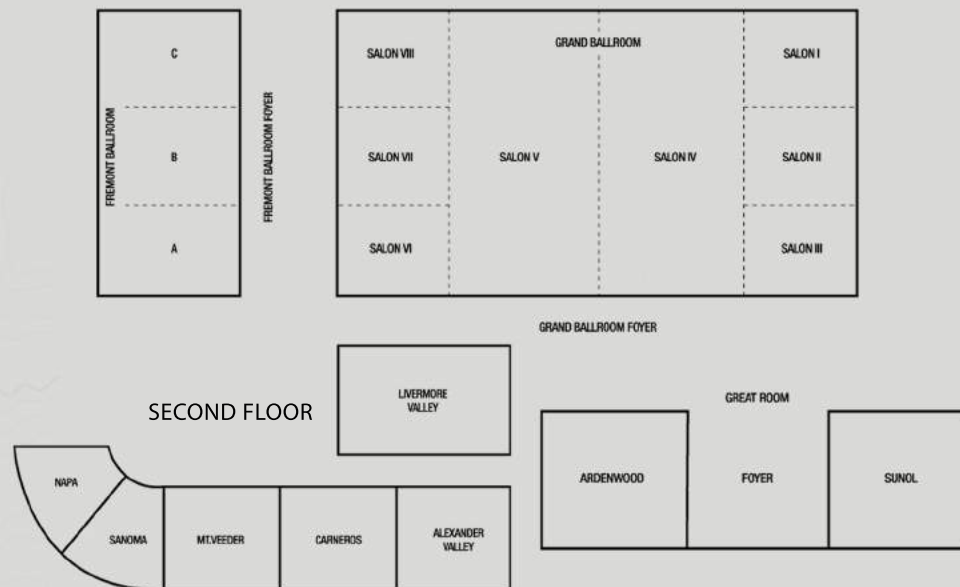 C
B
A
FREMONT BALLROOM
FREMONT BALLROOM FOYER
GRAND BALLROOM
SALON VIII
SALON I
SALON VII
SALON V
SALON IV
SALON II
SALON VI
SALON III
GRAND BALLROOM FOYER
LIVERMORE
VALLEY
SECOND FLOOR
GREAT ROOM
ARDENWOOD
FOYER
SUNOL
NAPA
SANOMA
MT.VEEDER
CARNEROS
ALEXANDER
VALLEY